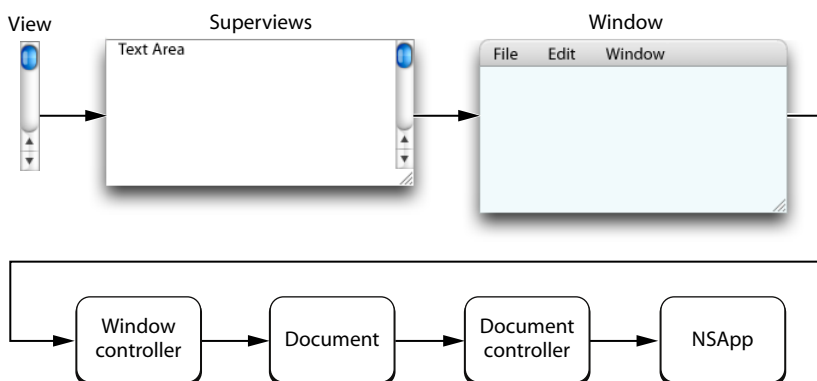 View
Superviews
Window
Text Area
File Edit Window
Window
controller
Document
Document
controller
NSApp